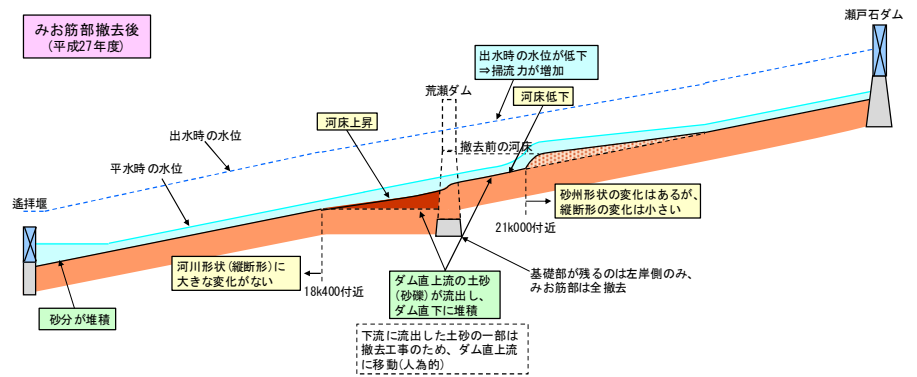 みお筋部撤去後
(平成27年度)
瀬戸石ダム
出水時の水位が低下
⇒掃流力が増加
荒瀬ダム
河床低下
河床上昇
撤去前の河床
出水時の水位
平水時の水位
遙拝堰
砂州形状の変化はあるが、
縦断形の変化は小さい
21k000付近
河川形状(縦断形)に
大きな変化がない
18k400付近
ダム直上流の土砂
(砂礫)が流出し、
ダム直下に堆積
基礎部が残るのは左岸側のみ、
みお筋部は全撤去
砂分が堆積
下流に流出した土砂の一部は
撤去工事のため、ダム直上流
に移動(人為的)